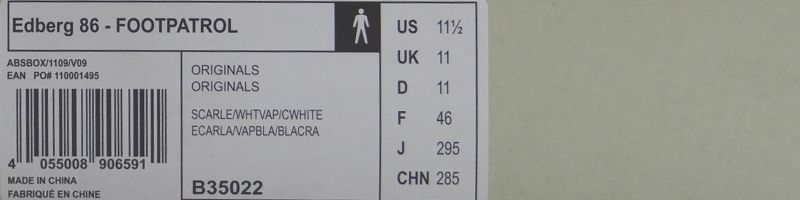 Edberg 86 - FOOTPATROL
ABSBOX/1109/V09
EAN PO# 110001495
4 055008 906591
MADE IN CHINA
FABRIQUÉ EN CHINE
ORIGINALS
ORIGINALS
SCARLE/WHTVAP/CWHITE
ECARLA/VAPBLA/BLACRA
B35022
US 11½
UK 11
D 11
F 46
J 295
CHN 285